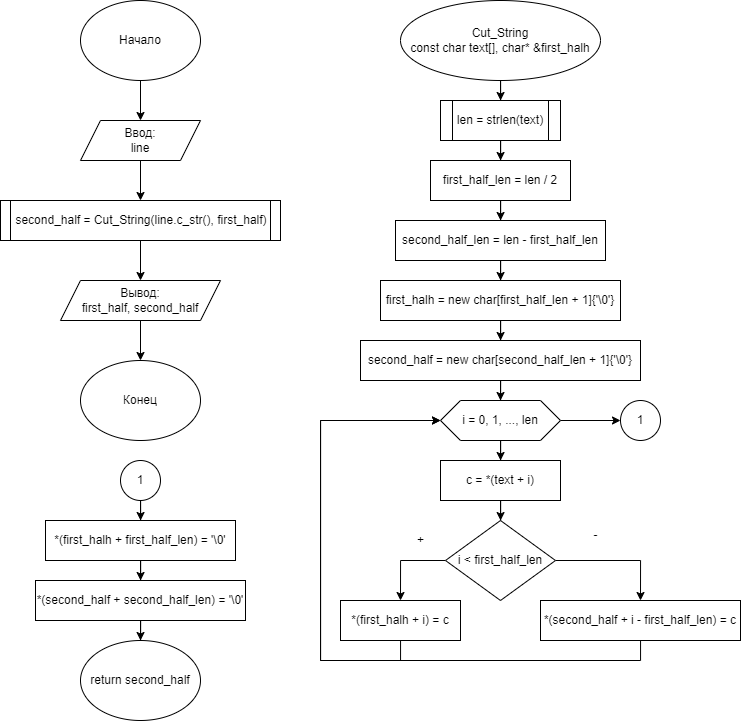 Начало
Ввод:
line
second_half = Cut_String(line.c_str(), first_half)
Вывод:
first_half, second_half
Конец
1
*(first_halh + first_half_len) = '\0'
*(second_half + second_half_len) = '\0'
return second_half
Cut_String
const char text[], char* &first_halh
len = strlen(text)
first_half_len = len / 2
second_half_len = len - first_half_len
first_halh = new char[first_half_len + 1]{'\0'}
second_half = new char[second_half_len + 1]{'\0'}
i = 0, 1, ..., len
1
c = *(text + i)
i < first_half_len
+
-
*(first_halh + i) = c
*(second_half + i - first_half_len) = c